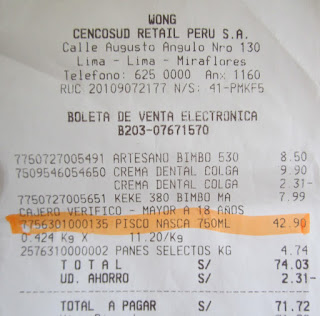 WONG
CENCOSUD RETAIL PERU S.A.
Calle Augusto Angulo Nro 130
Lima - Lima - Miraflores
Telefono: 625 0000 Anx 1160
RUC 20109072177 N/S: 41-PMKF5
BOLETA DE VENTA ELECTRONICA
B203-07671570
7750727005491 ARTESANO BIMBO 530 8.50
7509546054650 CREMA DENTAL COLGA 9.90
CREMA DENTAL COLGA 2.31-
7750727005651 KEKE 380 BIMBO MA 7.99
CAJERO VERIFICO - MAYOR A 18 AÑOS
7756301000135 PISCO NASCA 750ML 42.90
0.424 Kg X 11.20/Kg
2576310000002 PANES SELECTOS KG 4.74
T O T A L S/ 74.03
UD. AHORRO S/ 2.31-
TOTAL A PAGAR S/ 71.72